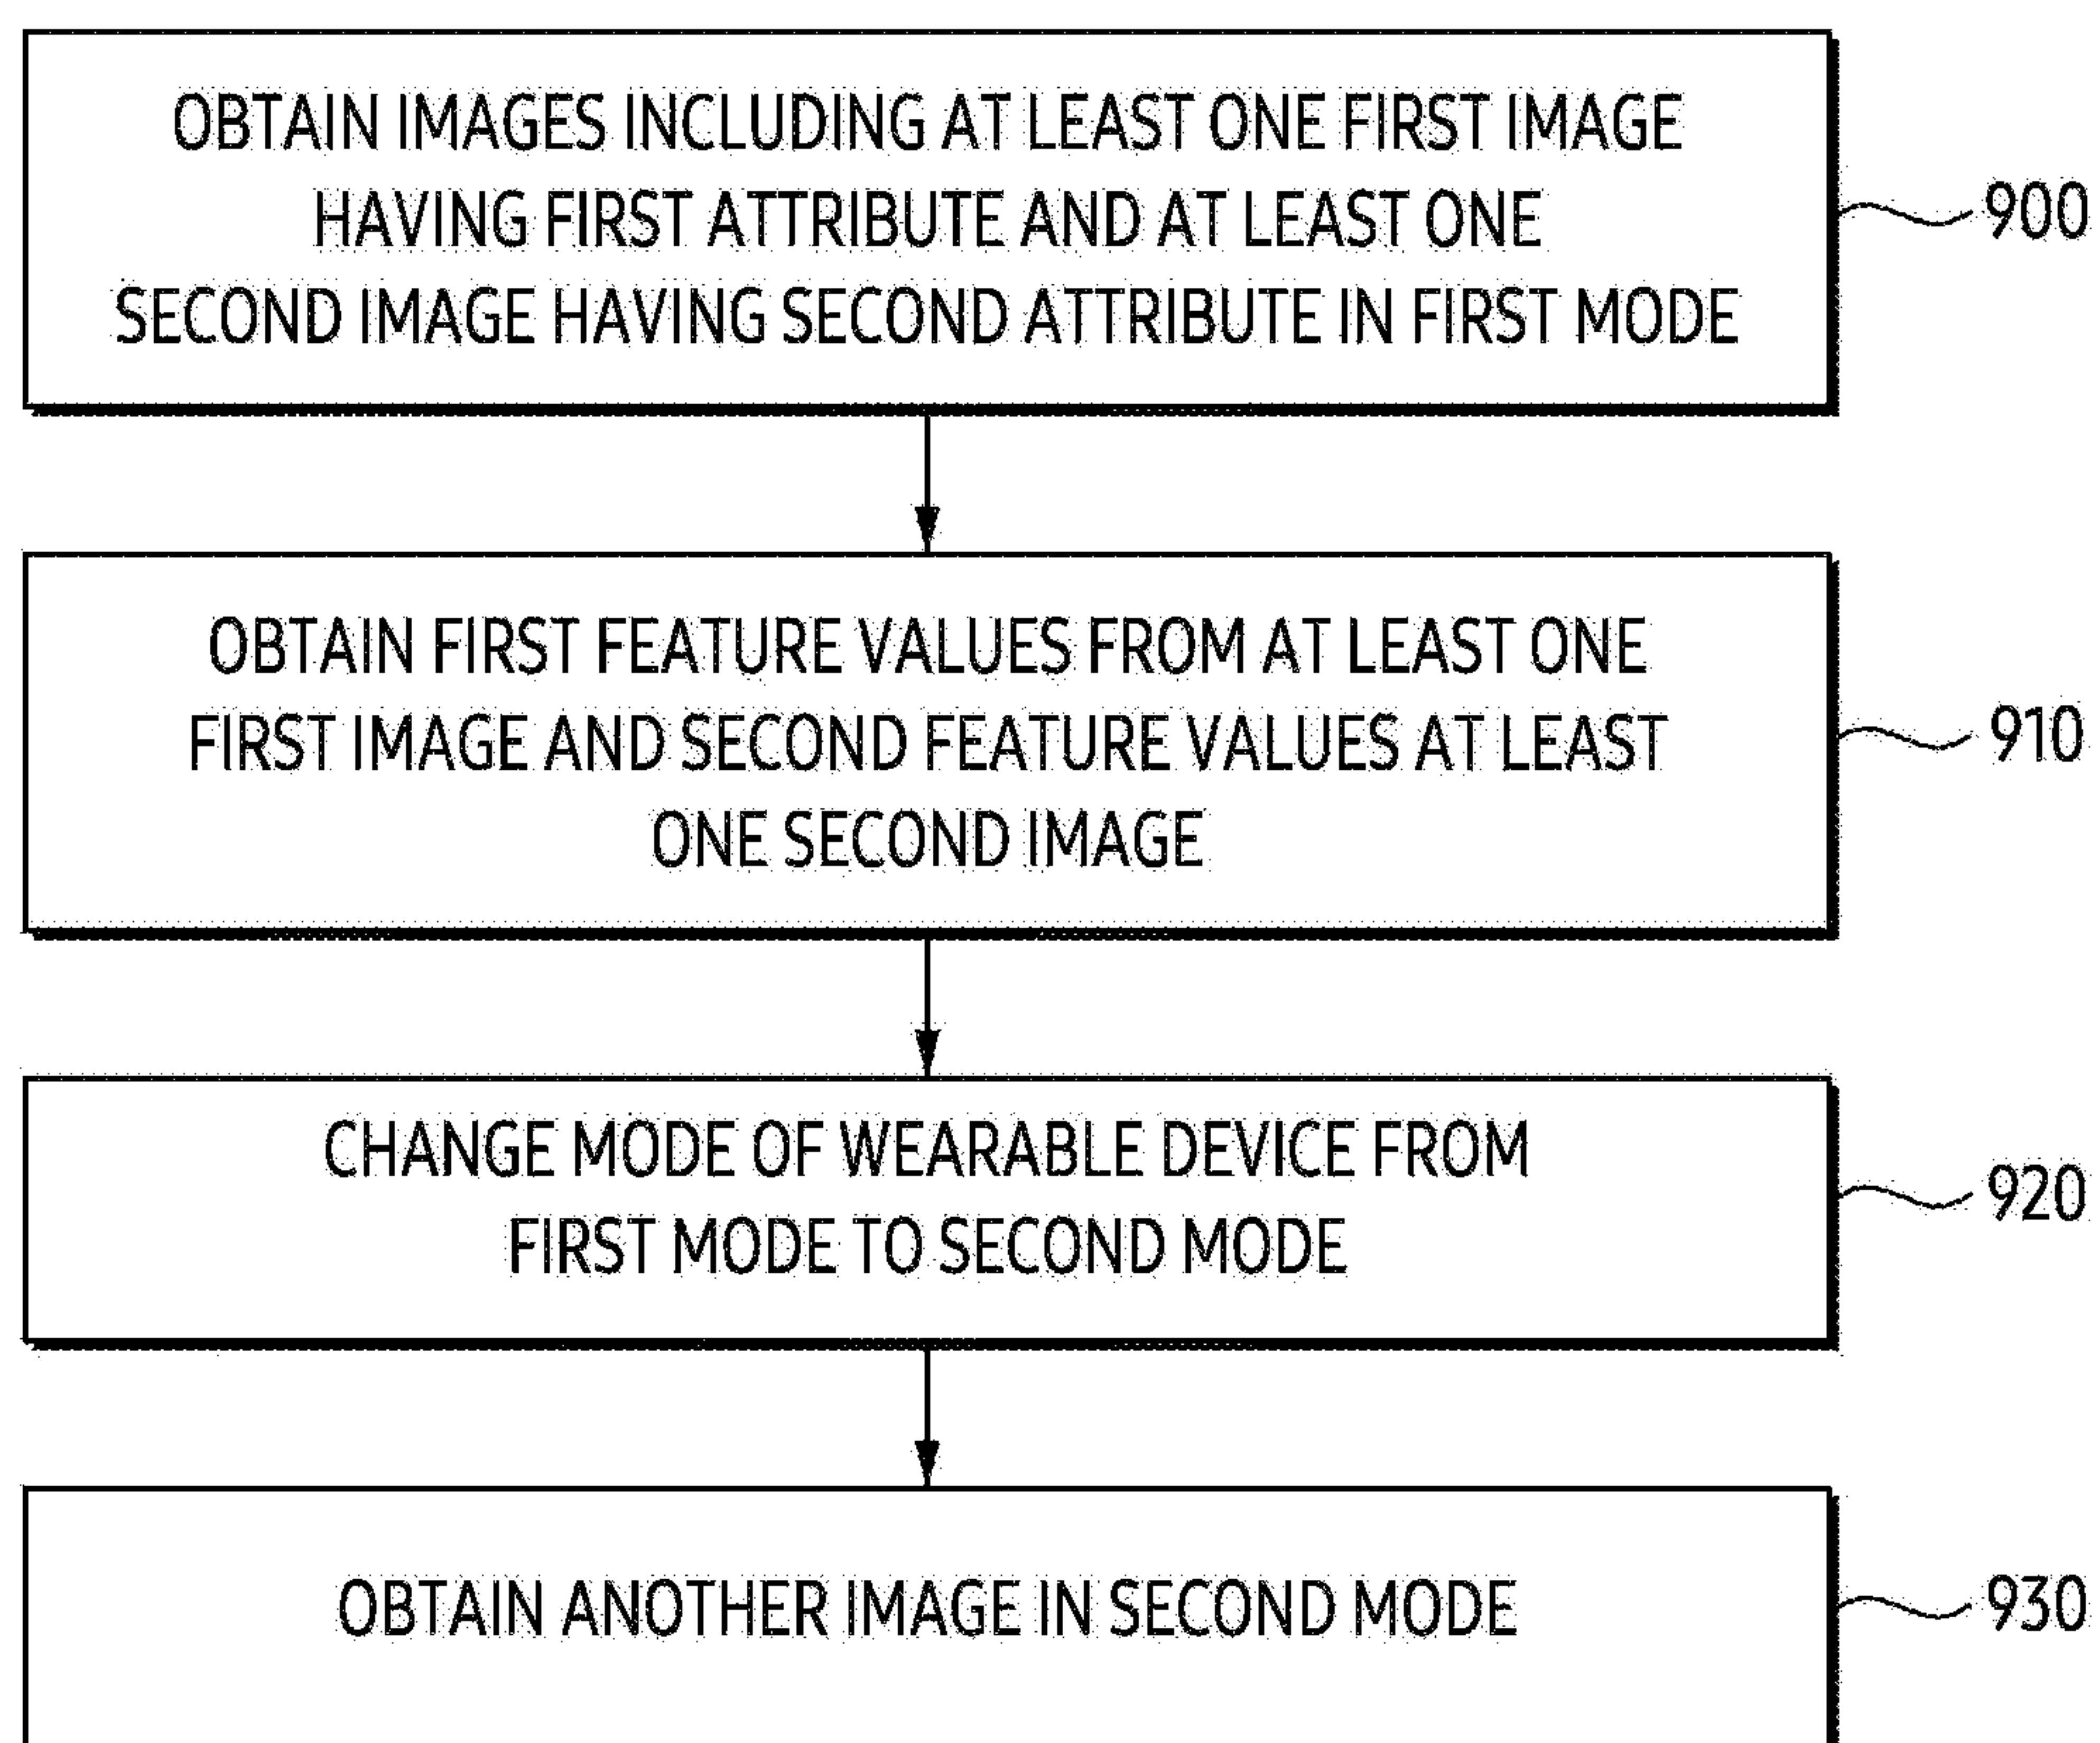 OBTAIN IMAGES INCLUDING AT LEAST ONE FIRST IMAGE
HAVING FIRST ATTRIBUTE AND AT LEAST ONE
SECOND IMAGE HAVING SECOND ATTRIBUTE IN FIRST MODE
900
OBTAIN FIRST FEATURE VALUES FROM AT LEAST ONE
FIRST IMAGE AND SECOND FEATURE VALUES AT LEAST
ONE SECOND IMAGE
910
CHANGE MODE OF WEARABLE DEVICE FROM
FIRST MODE TO SECOND MODE
920
OBTAIN ANOTHER IMAGE IN SECOND MODE
930